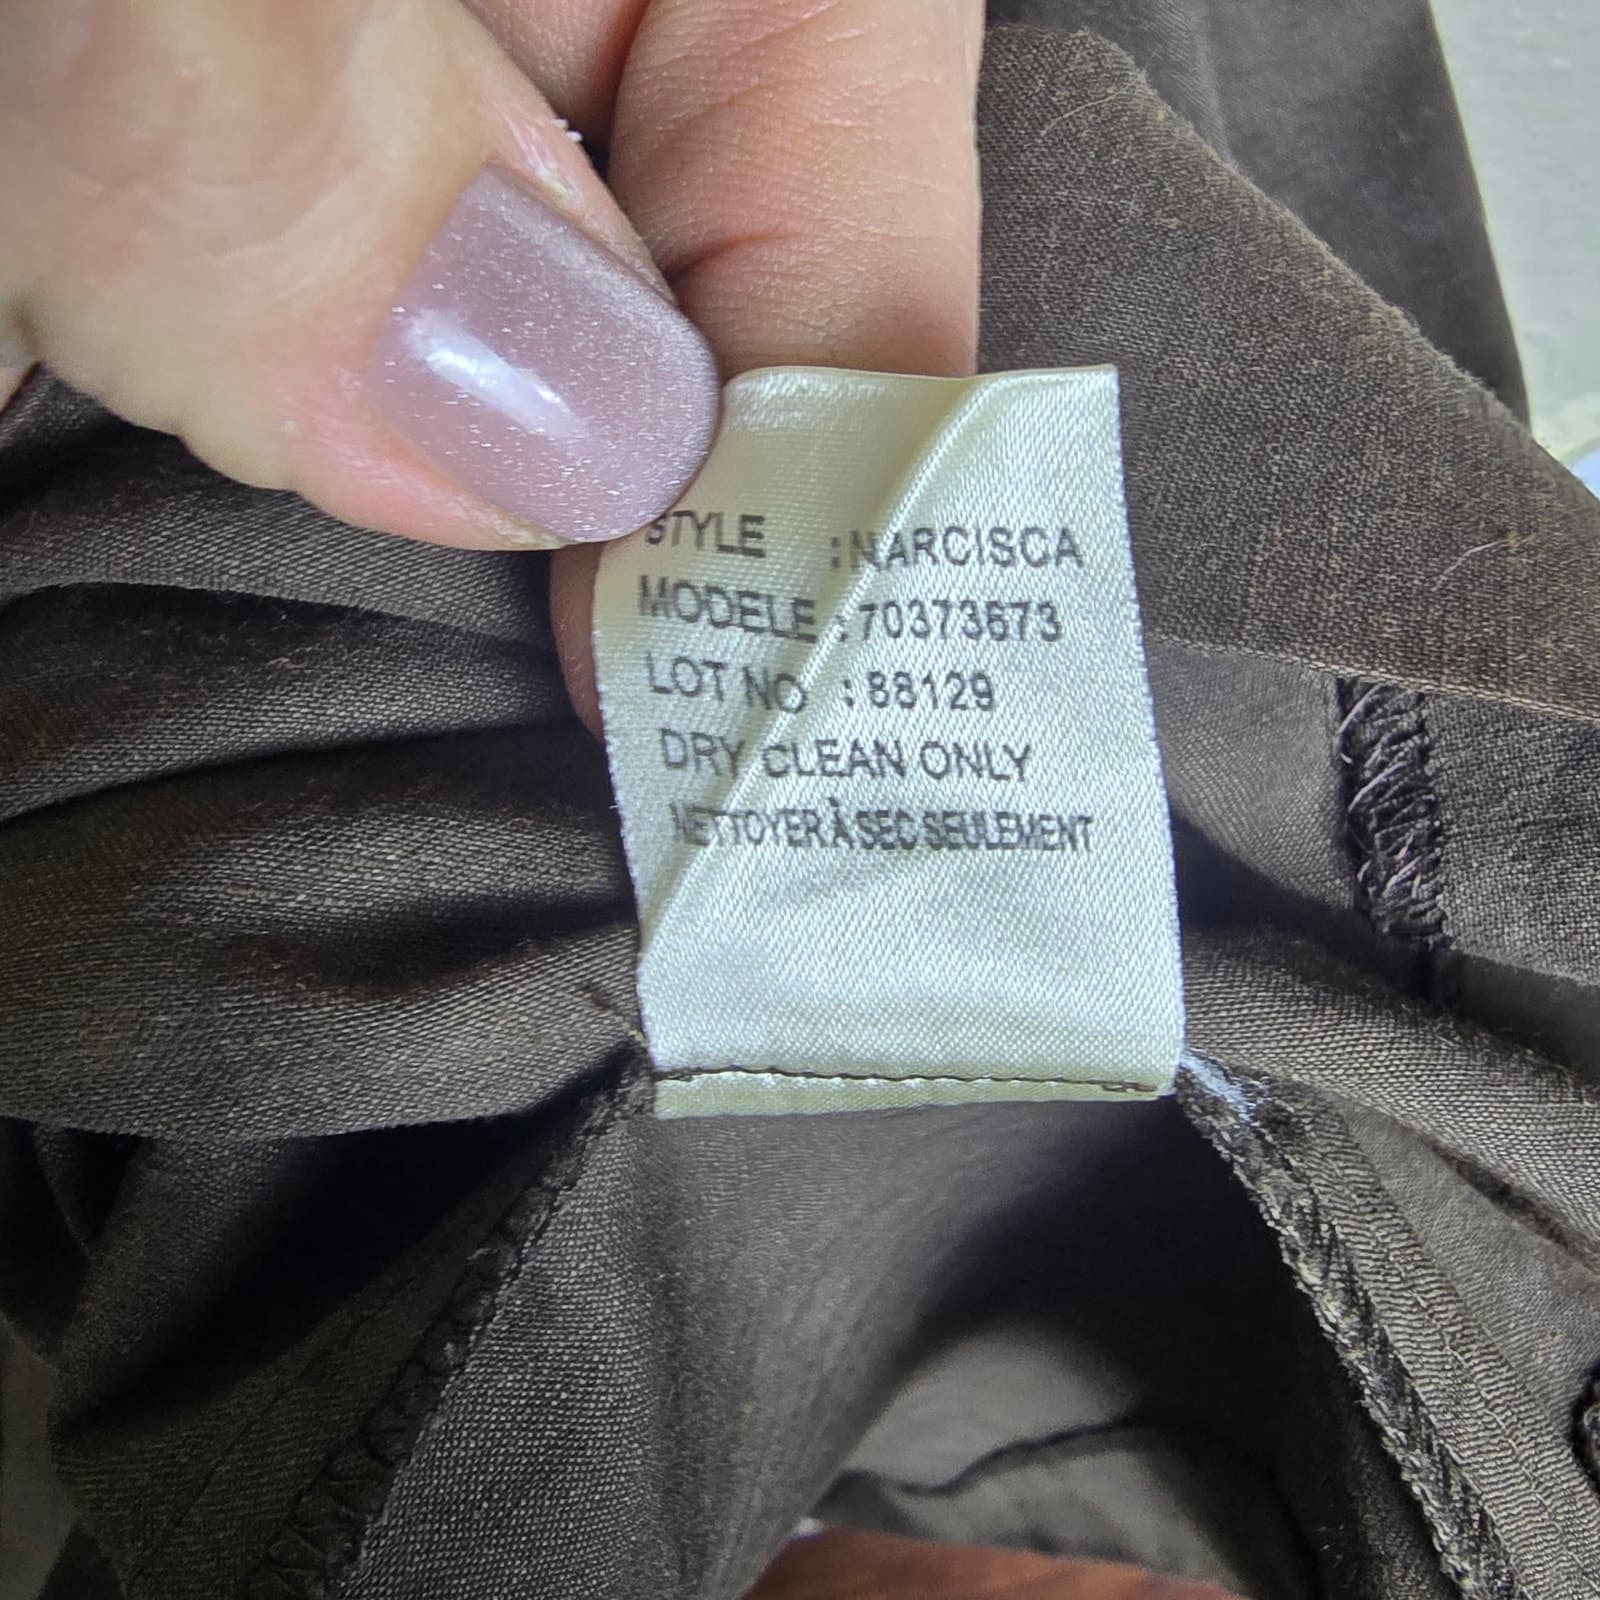 STYLE : NARCISCA
MODELE : 70373673
LOT NO : 88129
DRY CLEAN ONLY
NETTOYER À SEC SEULEMENT